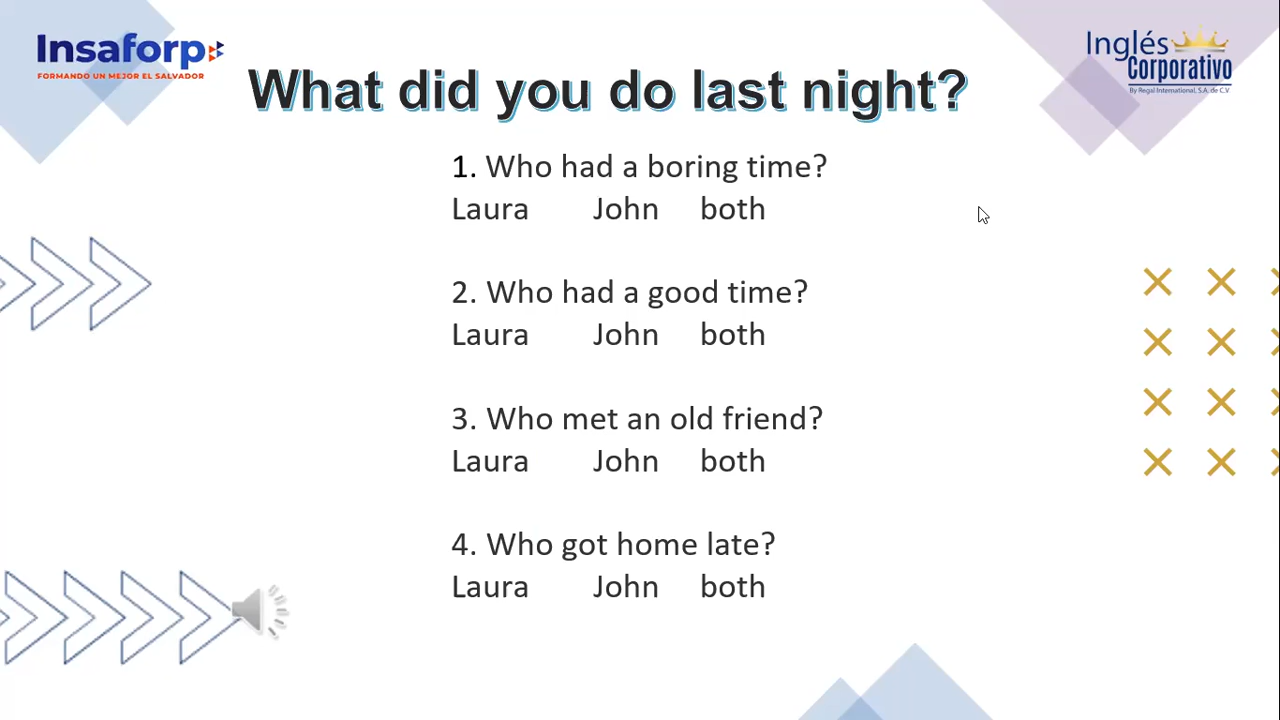 Insaforp
FORMANDO UN MEJOR EL SALVADOR
Inglés
Corporativo
By Regal International, S.A. de C.V
What did you do last night?
1. Who had a boring time?
Laura John both
2. Who had a good time?
Laura John both
3. Who met an old friend?
Laura John both
4. Who got home late?
Laura John both